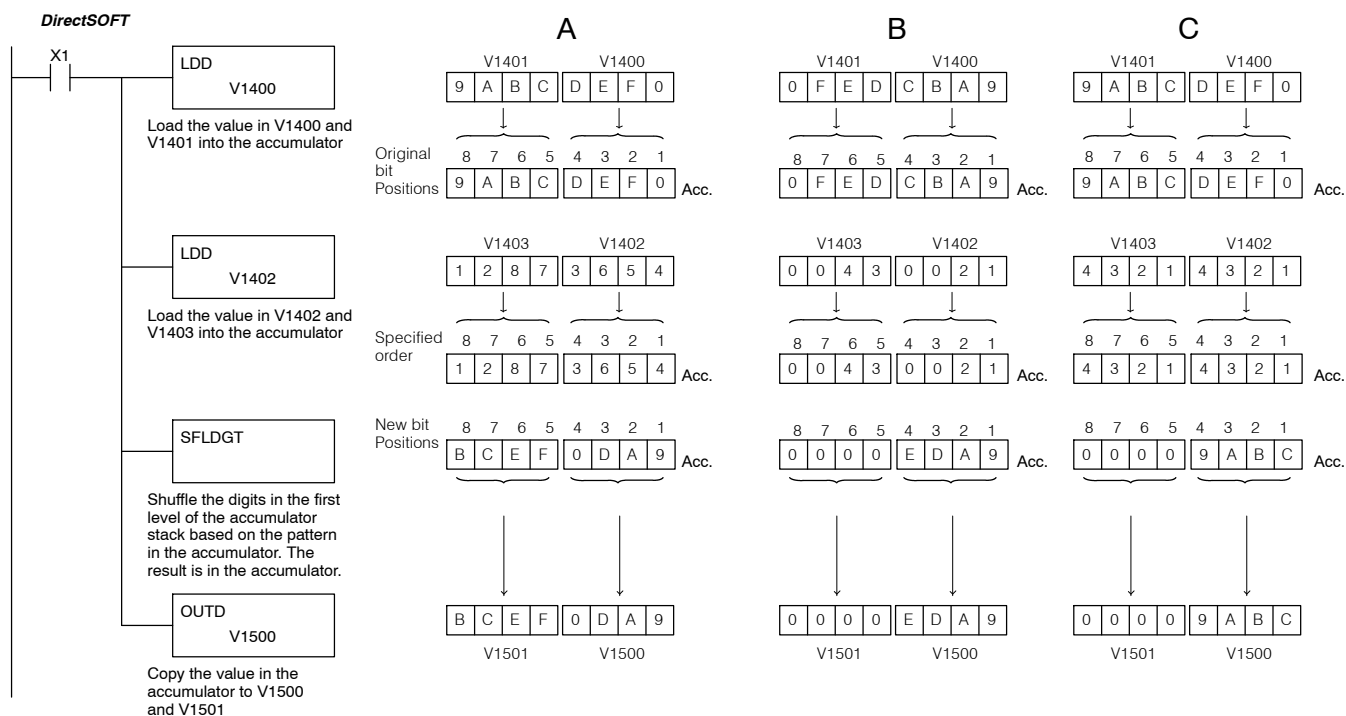 DirectSOFT
X1
LDD
V1400
Load the value in V1400 and
V1401 into the accumulator
LDD
V1402
Load the value in V1402 and
V1403 into the accumulator
SFLDGT
Shuffle the digits in the first
level of the accumulator
stack based on the pattern
in the accumulator. The
result is in the accumulator.
OUTD
V1500
Copy the value in the
accumulator to V1500
and V1501
Original
bit
Positions
Specified
order
New bit
Positions
A
V1401 V1400
9 A B C D E F 0
8 7 6 5 4 3 2 1
9 A B C D E F 0 Acc.
V1403 V1402
1 2 8 7 3 6 5 4
8 7 6 5 4 3 2 1
1 2 8 7 3 6 5 4 Acc.
8 7 6 5 4 3 2 1
B C E F 0 D A 9 Acc.
B C E F 0 D A 9
V1501 V1500
B
V1401 V1400
0 F E D C B A 9
8 7 6 5 4 3 2 1
0 F E D C B A 9 Acc.
V1403 V1402
0 0 4 3 0 0 2 1
8 7 6 5 4 3 2 1
0 0 4 3 0 0 2 1 Acc.
8 7 6 5 4 3 2 1
0 0 0 0 E D A 9 Acc.
0 0 0 0 E D A 9
V1501 V1500
C
V1401 V1400
9 A B C D E F 0
8 7 6 5 4 3 2 1
9 A B C D E F 0 Acc.
V1403 V1402
4 3 2 1 4 3 2 1
8 7 6 5 4 3 2 1
4 3 2 1 4 3 2 1 Acc.
8 7 6 5 4 3 2 1
0 0 0 0 9 A B C Acc.
0 0 0 0 9 A B C
V1501 V1500